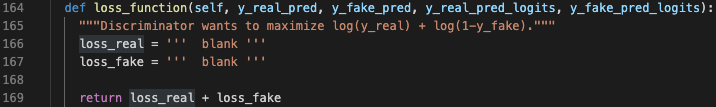 164 def loss_function(self, y_real_pred, y_fake_pred, y_real_pred_logits, y_fake_pred_logits):
165 """Discriminator wants to maximize log(y_real) + log(1-y_fake)."""
166 loss_real = ''' blank '''
167 loss_fake = ''' blank '''
168
169 return loss_real + loss_fake